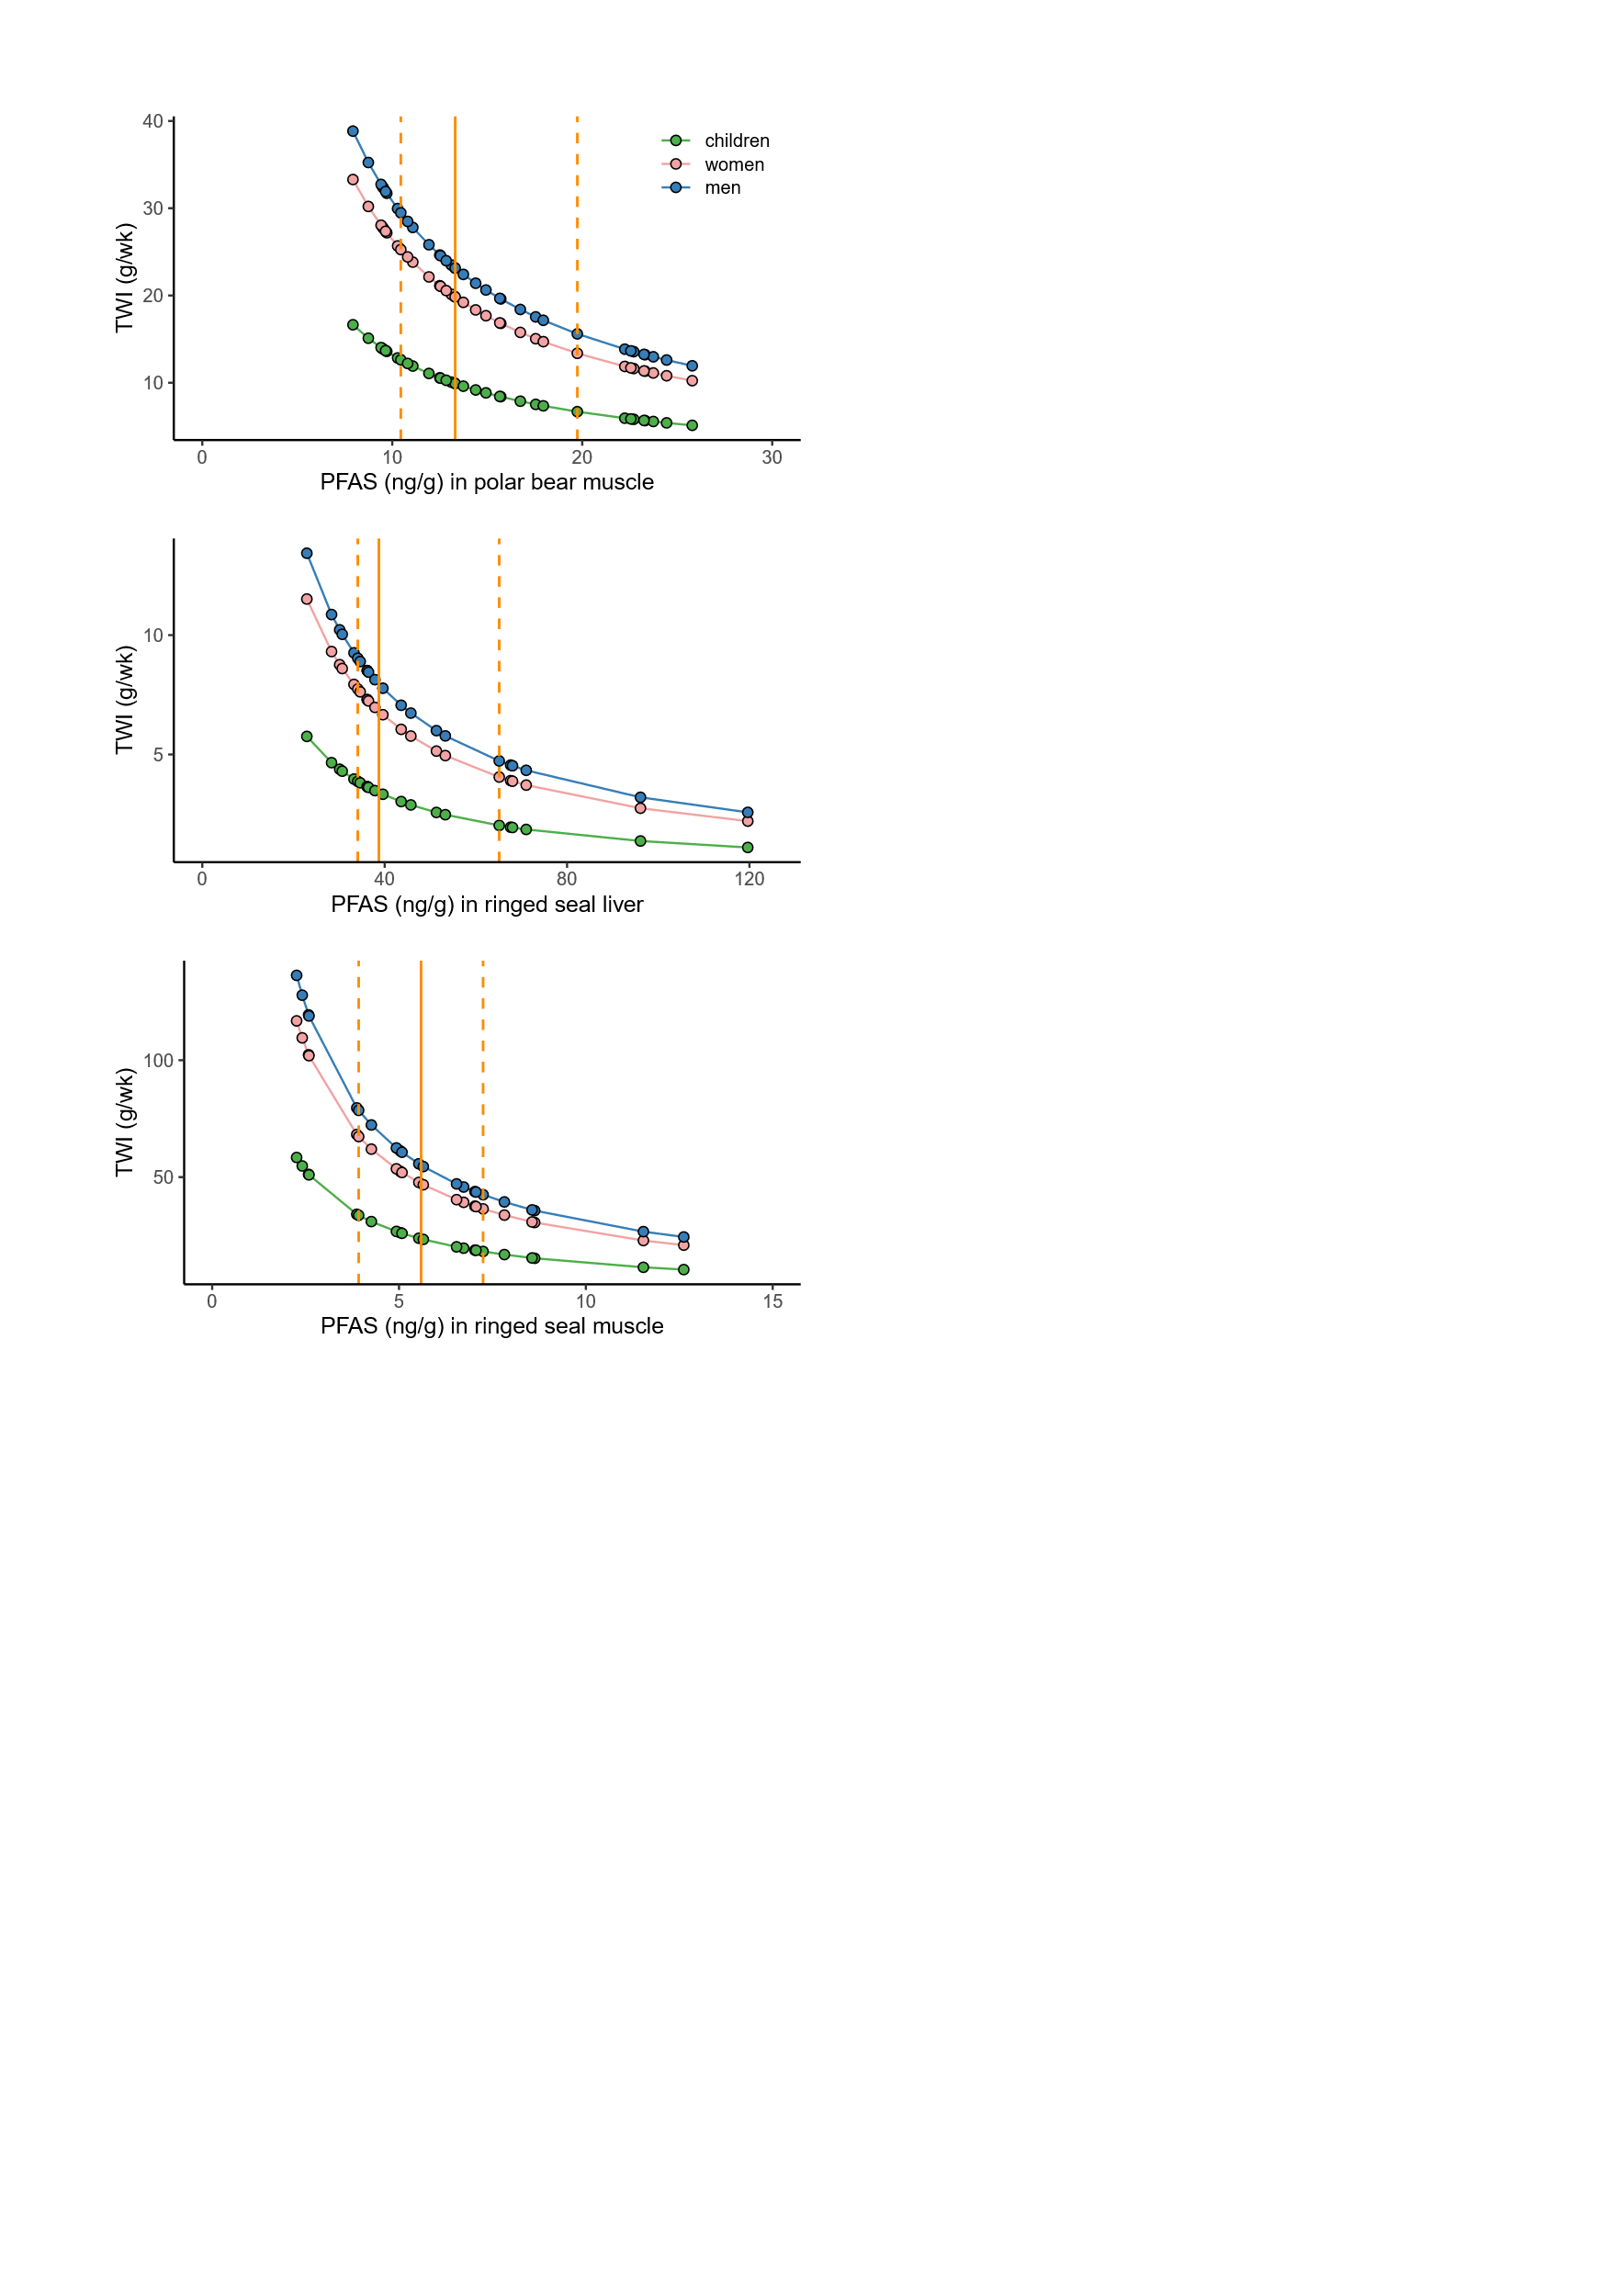 40
30
20
10
TWI (g/wk)
children
women
men
0 10 20 30
PFAS (ng/g) in polar bear muscle
10
5
TWI (g/wk)
0 40 80 120
PFAS (ng/g) in ringed seal liver
100
50
TWI (g/wk)
0 5 10 15
PFAS (ng/g) in ringed seal muscle